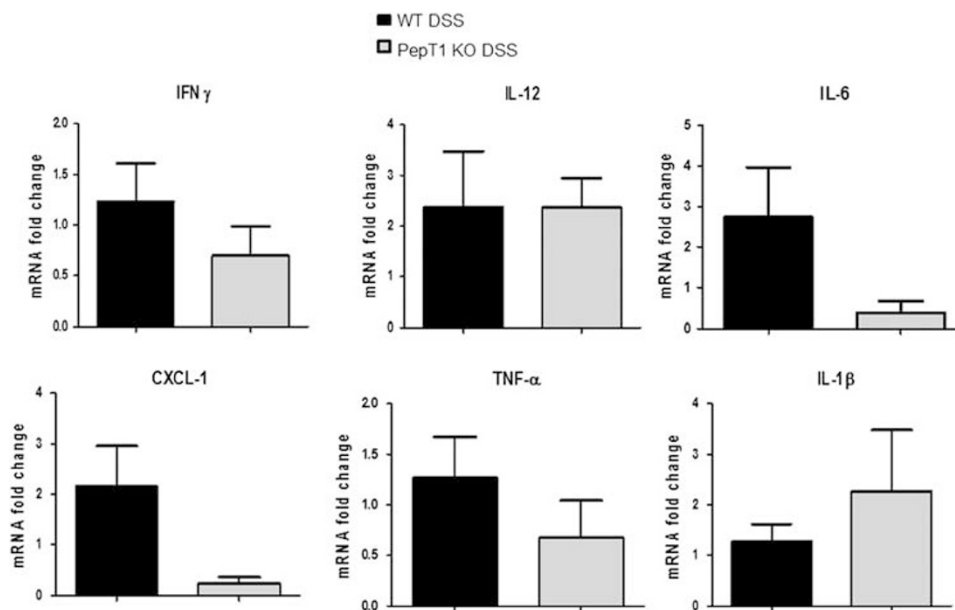 WT DSS
PepT1 KO DSS
IFN γ
mRNA fold change
2.0
1.5
1.0
0.5
0.0
IL-12
mRNA fold change
4
3
2
1
0
IL-6
mRNA fold change
5
4
3
2
1
0
CXCL-1
mRNA fold change
4
3
2
1
0
TNF-α
mRNA fold change
2.0
1.5
1.0
0.5
0.0
IL-1β
mRNA fold change
4
3
2
1
0